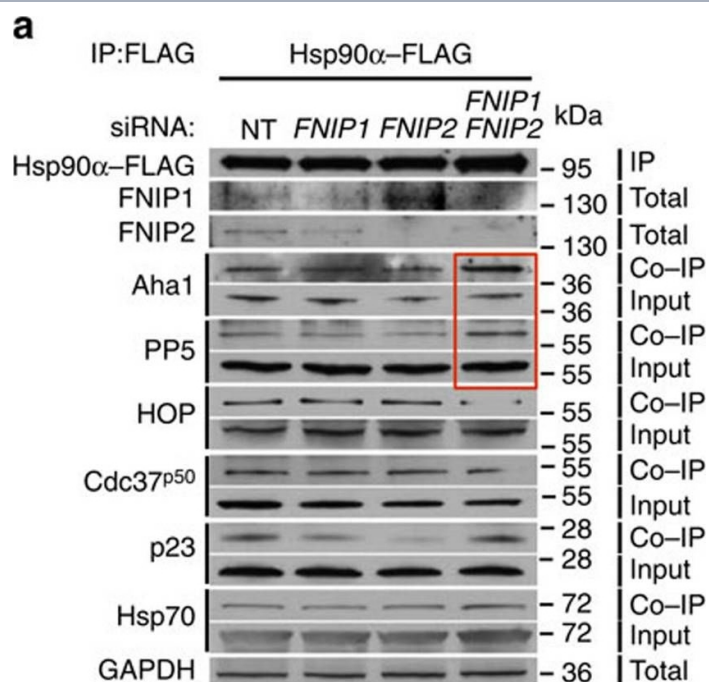 a
IP:FLAG Hsp90α–FLAG
siRNA: NT FNIP1 FNIP2 FNIP1 FNIP2 kDa
Hsp90α–FLAG – 95 IP
FNIP1 – 130 Total
FNIP2 – 130 Total
Aha1 – 36 Co–IP
– 36 Input
PP5 – 55 Co–IP
– 55 Input
HOP – 55 Co–IP
– 55 Input
Cdc37p50 – 55 Co–IP
– 55 Input
p23 – 28 Co–IP
– 28 Input
Hsp70 – 72 Co–IP
– 72 Input
GAPDH – 36 Total